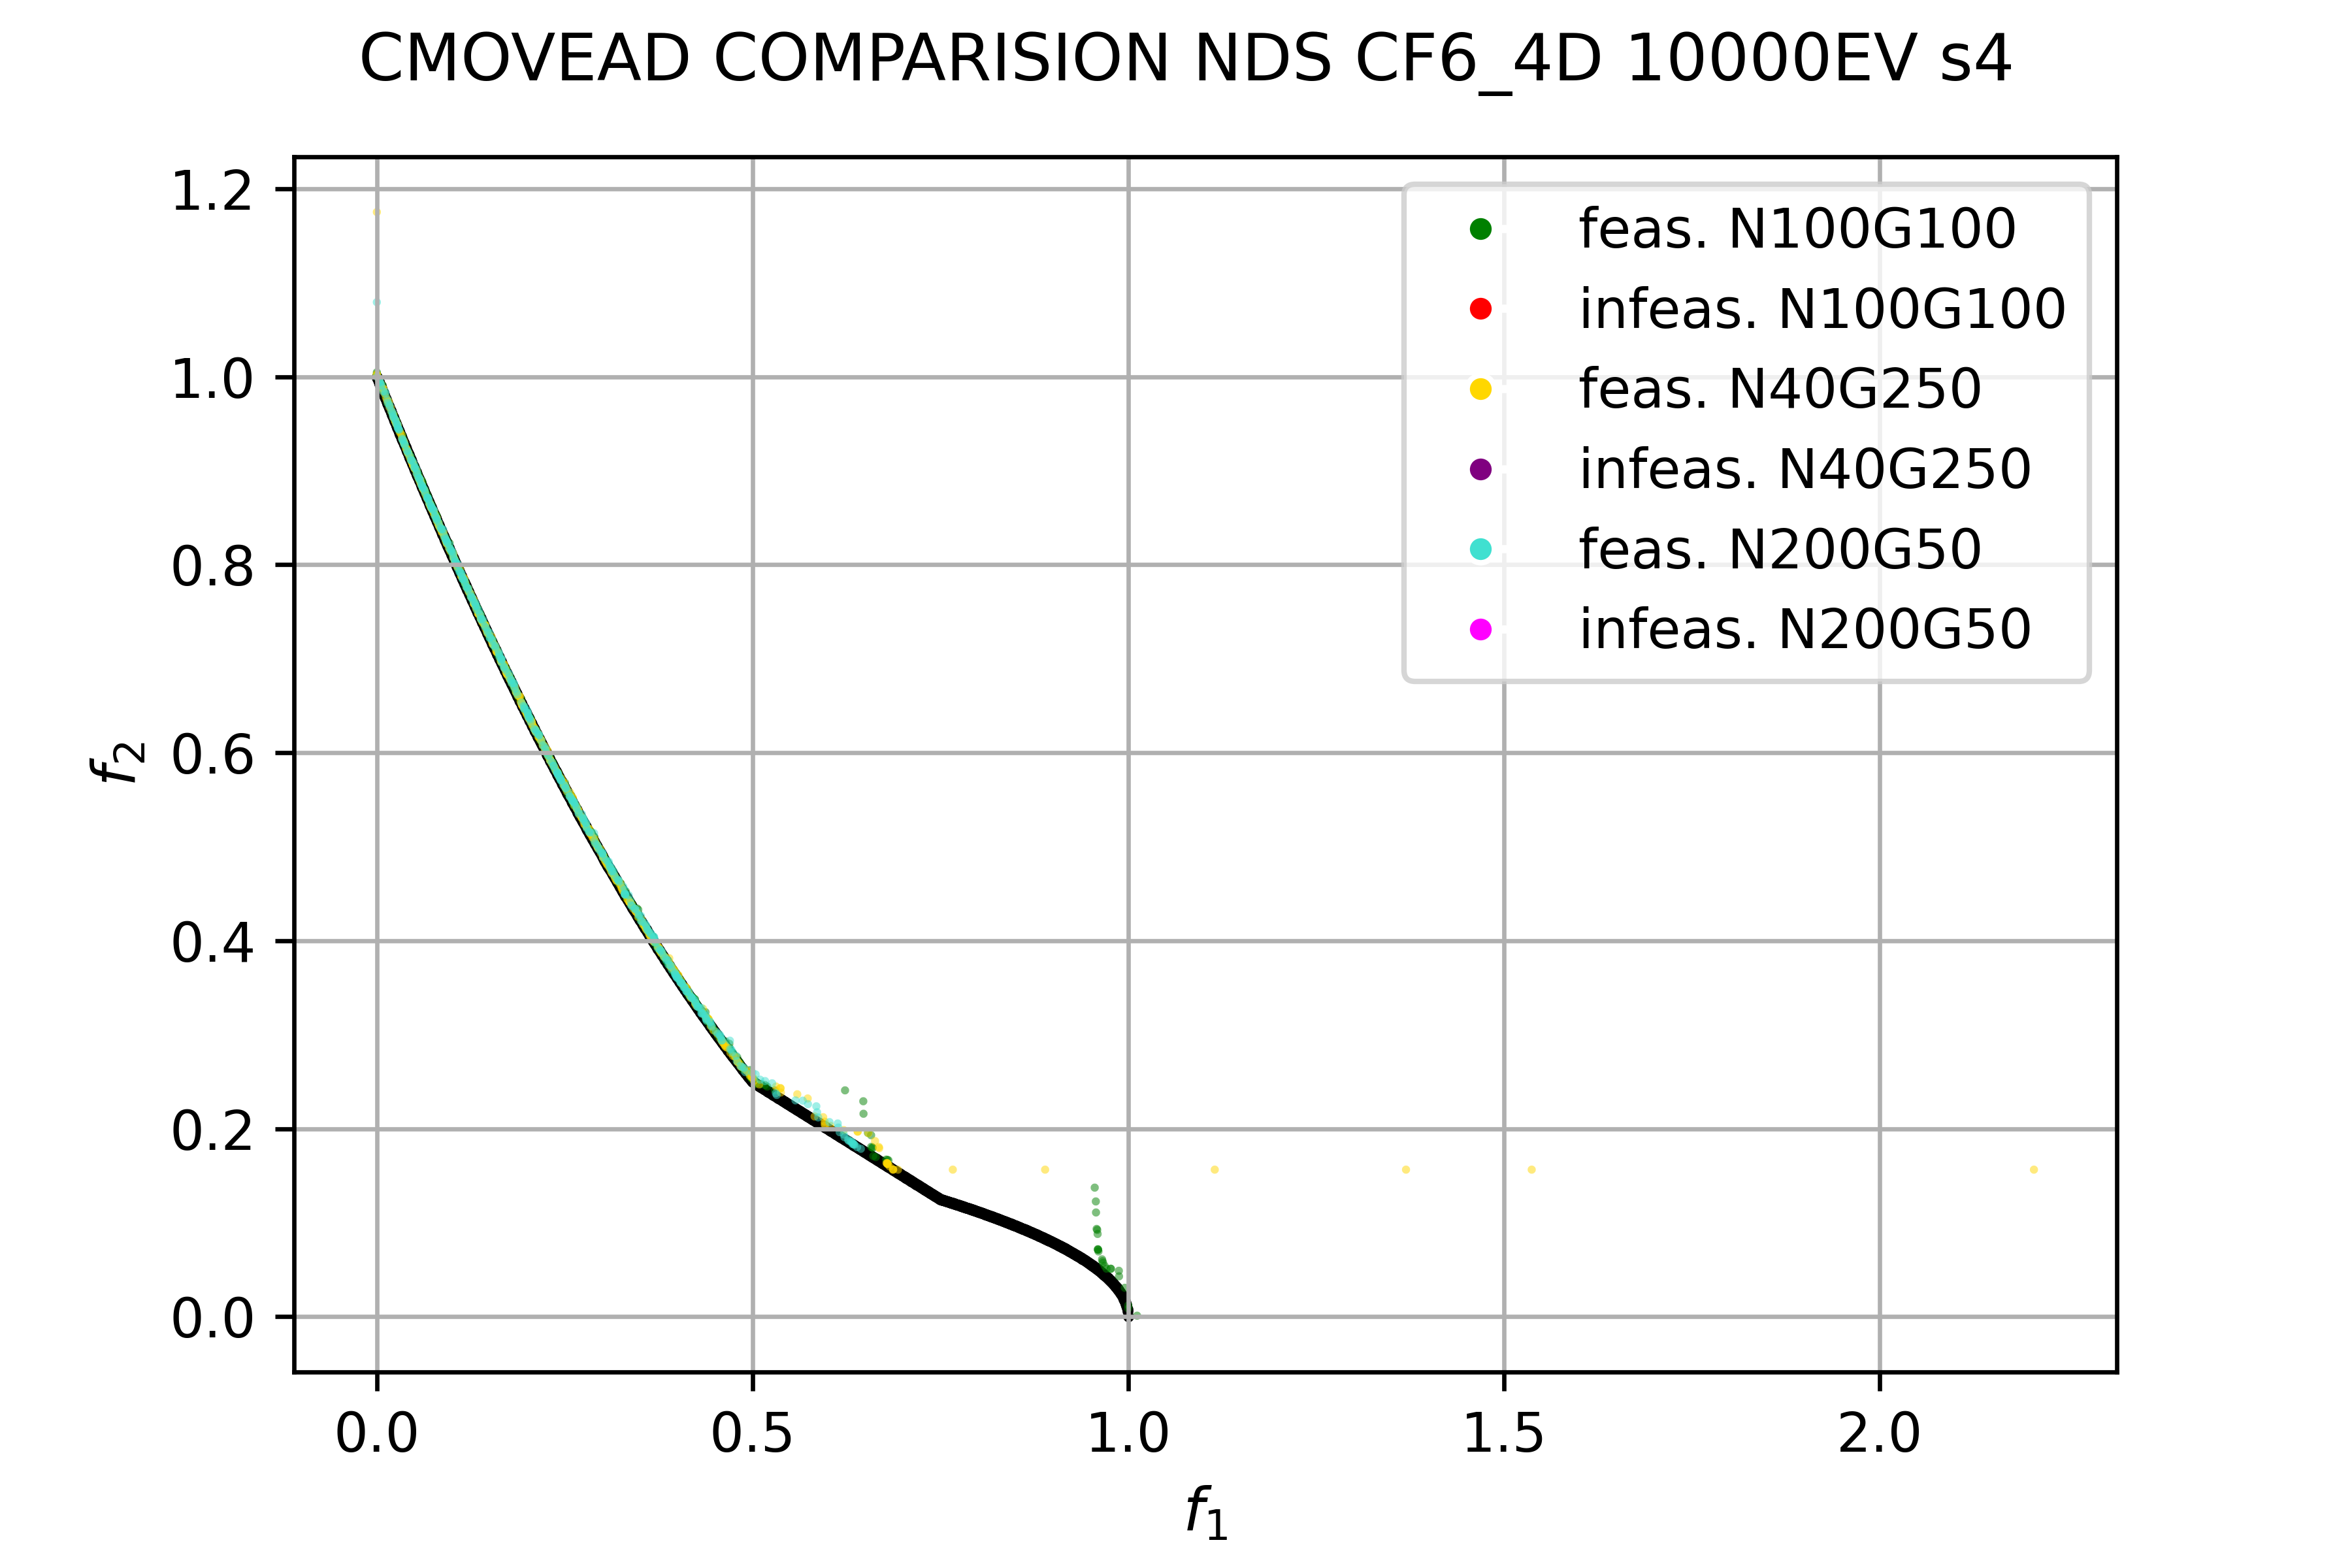 CMOVEAD COMPARISION NDS CF6_4D 10000EV s4
feas. N100G100
infeas. N100G100
feas. N40G250
infeas. N40G250
feas. N200G50
infeas. N200G50
1.2
1.0
0.8
0.6
0.4
0.2
0.0
f2
0.0 0.5 1.0 1.5 2.0
f1